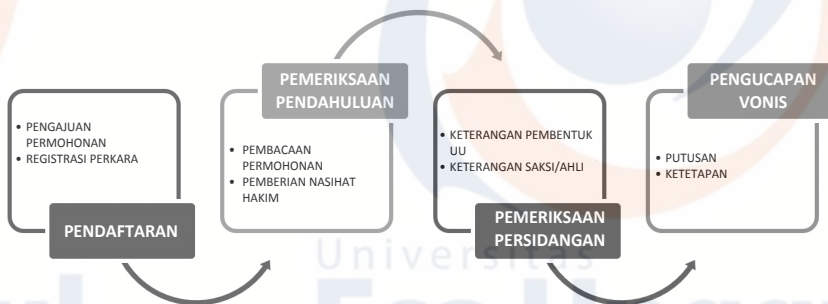 PENDAFTARAN
• PENGAJUAN
PERMOHONAN
• REGISTRASI PERKARA
PEMERIKSAAN
PENDAHULUAN
• PEMBACAAN
PERMOHONAN
• PEMBERIAN NASIHAT
HAKIM
• KETERANGAN PEMBENTUK
UU
• KETERANGAN SAKSI/AHLI
PEMERIKSAAN
PERSIDANGAN
PENGUCAPAN
VONIS
• PUTUSAN
• KETETAPAN
Universitas